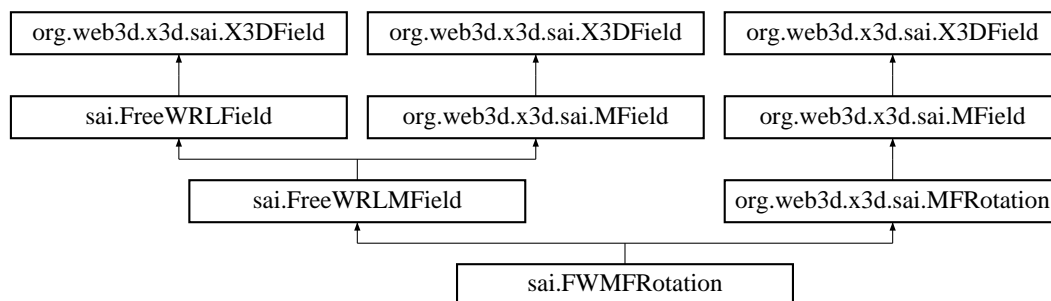 org.web3d.x3d.sai.X3DField
org.web3d.x3d.sai.X3DField
org.web3d.x3d.sai.X3DField
sai.FreeWRLField
org.web3d.x3d.sai.MField
org.web3d.x3d.sai.MField
sai.FreeWRLMField
org.web3d.x3d.sai.MFRotation
sai.FWMFRotation